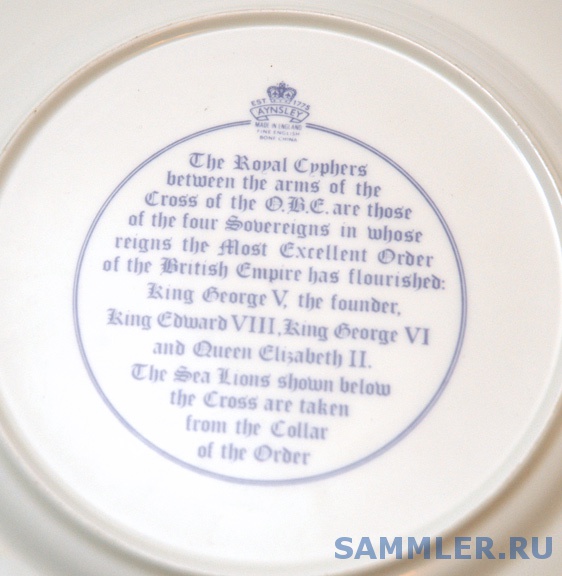 EST 1775
AYNSLEY
MADE IN ENGLAND
FINE ENGLISH
BONE CHINA
The Royal Cyphers
between the arms of the
Cross of the O.B.E. are those
of the four Sovereigns in whose
reigns the Most Excellent Order
of the British Empire has flourished:
King George V, the founder,
King Edward VIII, King George VI
and Queen Elizabeth II.
The Sea Lions shown below
the Cross are taken
from the Collar
of the Order
SAMMLER.RU